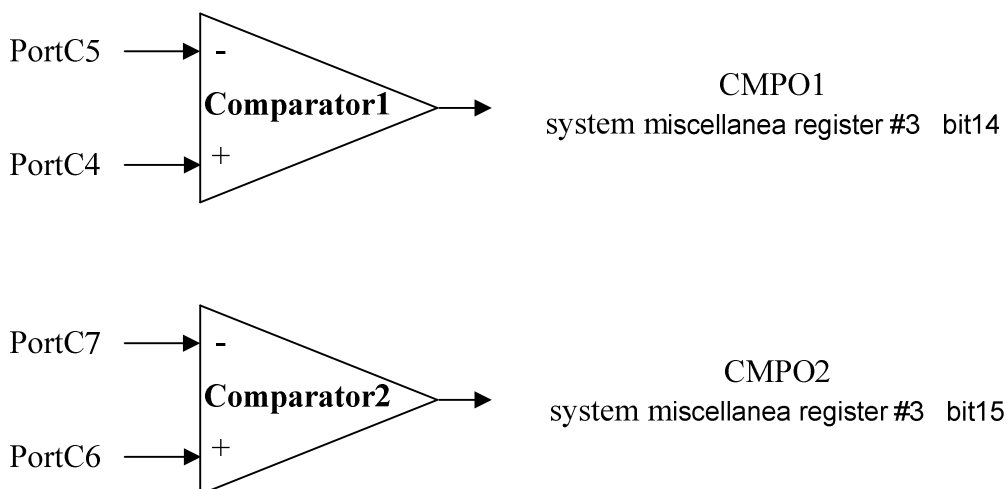 PortC5
-
Comparator1
CMPO1
system miscellanea register #3 bit14
PortC4
+
PortC7
-
Comparator2
CMPO2
system miscellanea register #3 bit15
PortC6
+